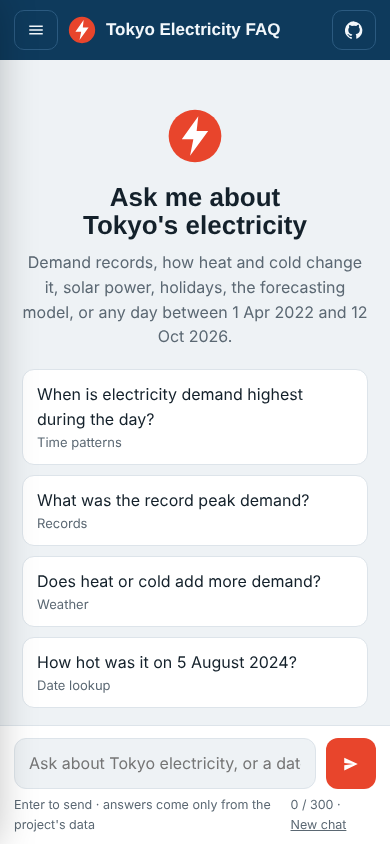 Tokyo Electricity FAQ
Ask me about
Tokyo's electricity
Demand records, how heat and cold change
it, solar power, holidays, the forecasting
model, or any day between 1 Apr 2022 and 12
Oct 2026.
When is electricity demand highest
during the day?
Time patterns
What was the record peak demand?
Records
Does heat or cold add more demand?
Weather
How hot was it on 5 August 2024?
Date lookup
Ask about Tokyo electricity, or a dat
Enter to send · answers come only from the
project's data
0 / 300 ·
New chat